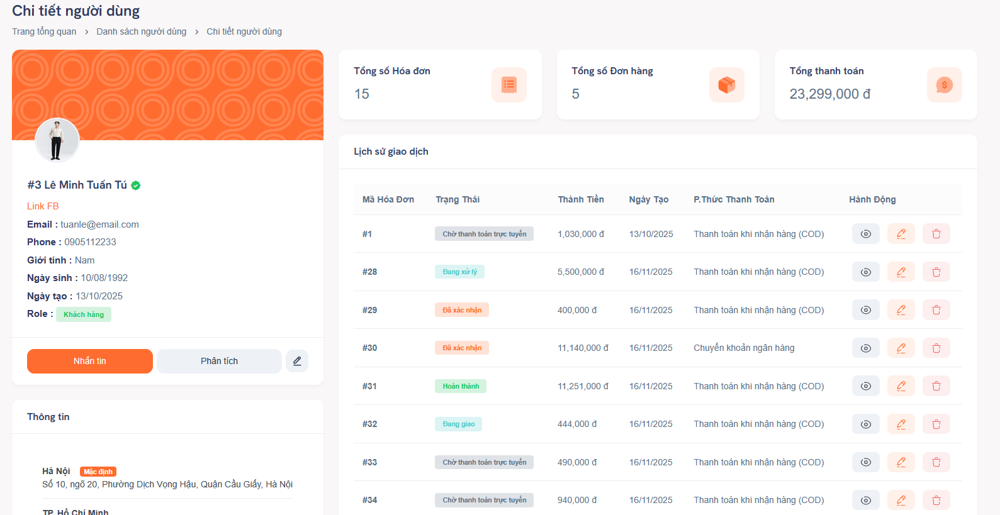 Chi tiết người dùng
Trang tổng quan > Danh sách người dùng > Chi tiết người dùng
#3 Lê Minh Tuấn Tú
Link FB
Email : tuanle@email.com
Phone : 0905112233
Giới tính : Nam
Ngày sinh : 10/08/1992
Ngày tạo : 13/10/2025
Role : Khách hàng
Nhắn tin Phân tích
Thông tin
Hà Nội Mặc định
Số 10, ngõ 20, Phường Dịch Vọng Hậu, Quận Cầu Giấy, Hà Nội
TP. Hồ Chí Minh
Tổng số Hóa đơn
15
Tổng số Đơn hàng
5
Tổng thanh toán
23,299,000 đ
Lịch sử giao dịch
Mã Hóa Đơn Trạng Thái Thành Tiền Ngày Tạo P.Thức Thanh Toán Hành Động
#1 Chờ thanh toán trực tuyến 1,030,000 đ 13/10/2025 Thanh toán khi nhận hàng (COD)
#28 Đang xử lý 5,500,000 đ 16/11/2025 Thanh toán khi nhận hàng (COD)
#29 Đã xác nhận 400,000 đ 16/11/2025 Thanh toán khi nhận hàng (COD)
#30 Đã xác nhận 11,140,000 đ 16/11/2025 Chuyển khoản ngân hàng
#31 Hoàn thành 11,251,000 đ 16/11/2025 Thanh toán khi nhận hàng (COD)
#32 Đang giao 444,000 đ 16/11/2025 Thanh toán khi nhận hàng (COD)
#33 Chờ thanh toán trực tuyến 490,000 đ 16/11/2025 Thanh toán khi nhận hàng (COD)
#34 Chờ thanh toán trực tuyến 940,000 đ 16/11/2025 Thanh toán khi nhận hàng (COD)